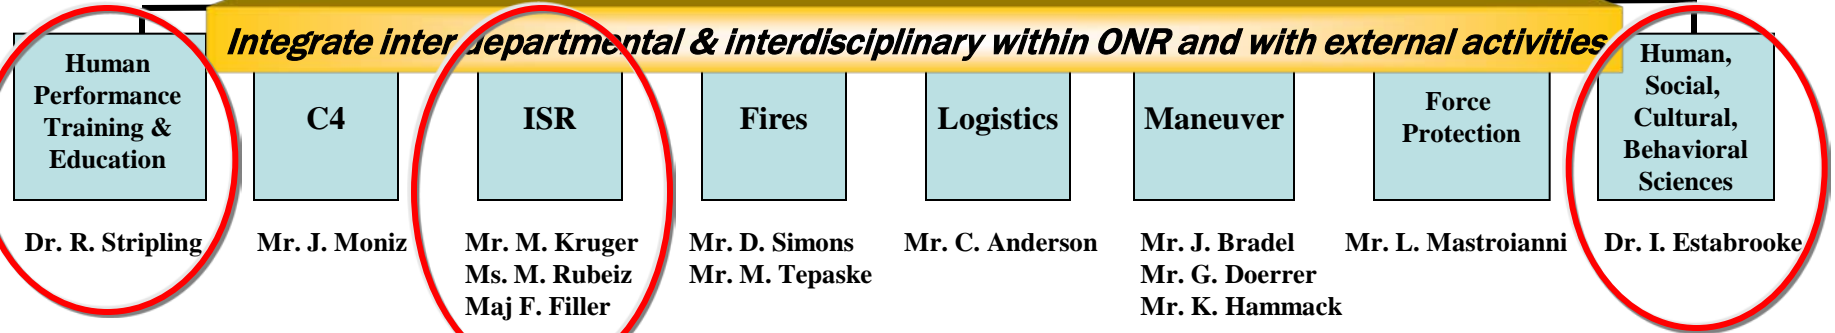 Integrate inter departmental & interdisciplinary within ONR and with external activities
Human
Performance
Training &
Education
C4
ISR
Fires
Logistics
Maneuver
Force
Protection
Human,
Social,
Cultural,
Behavioral
Sciences
Dr. R. Stripling
Mr. J. Moniz
Mr. M. Kruger
Ms. M. Rubeiz
Maj F. Filler
Mr. D. Simons
Mr. M. Tepaske
Mr. C. Anderson
Mr. J. Bradel
Mr. G. Doerrer
Mr. K. Hammack
Mr. L. Mastroianni
Dr. I. Estabrooke